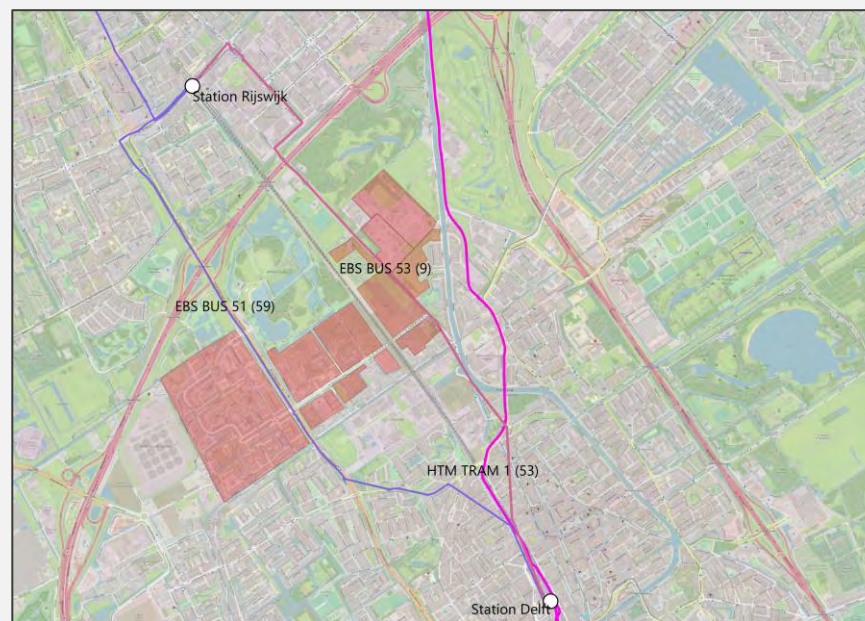 Station Rijswijk
EBS BUS 53 (9)
EBS BUS 51 (59)
HTM TRAM 1 (53)
Station Delft